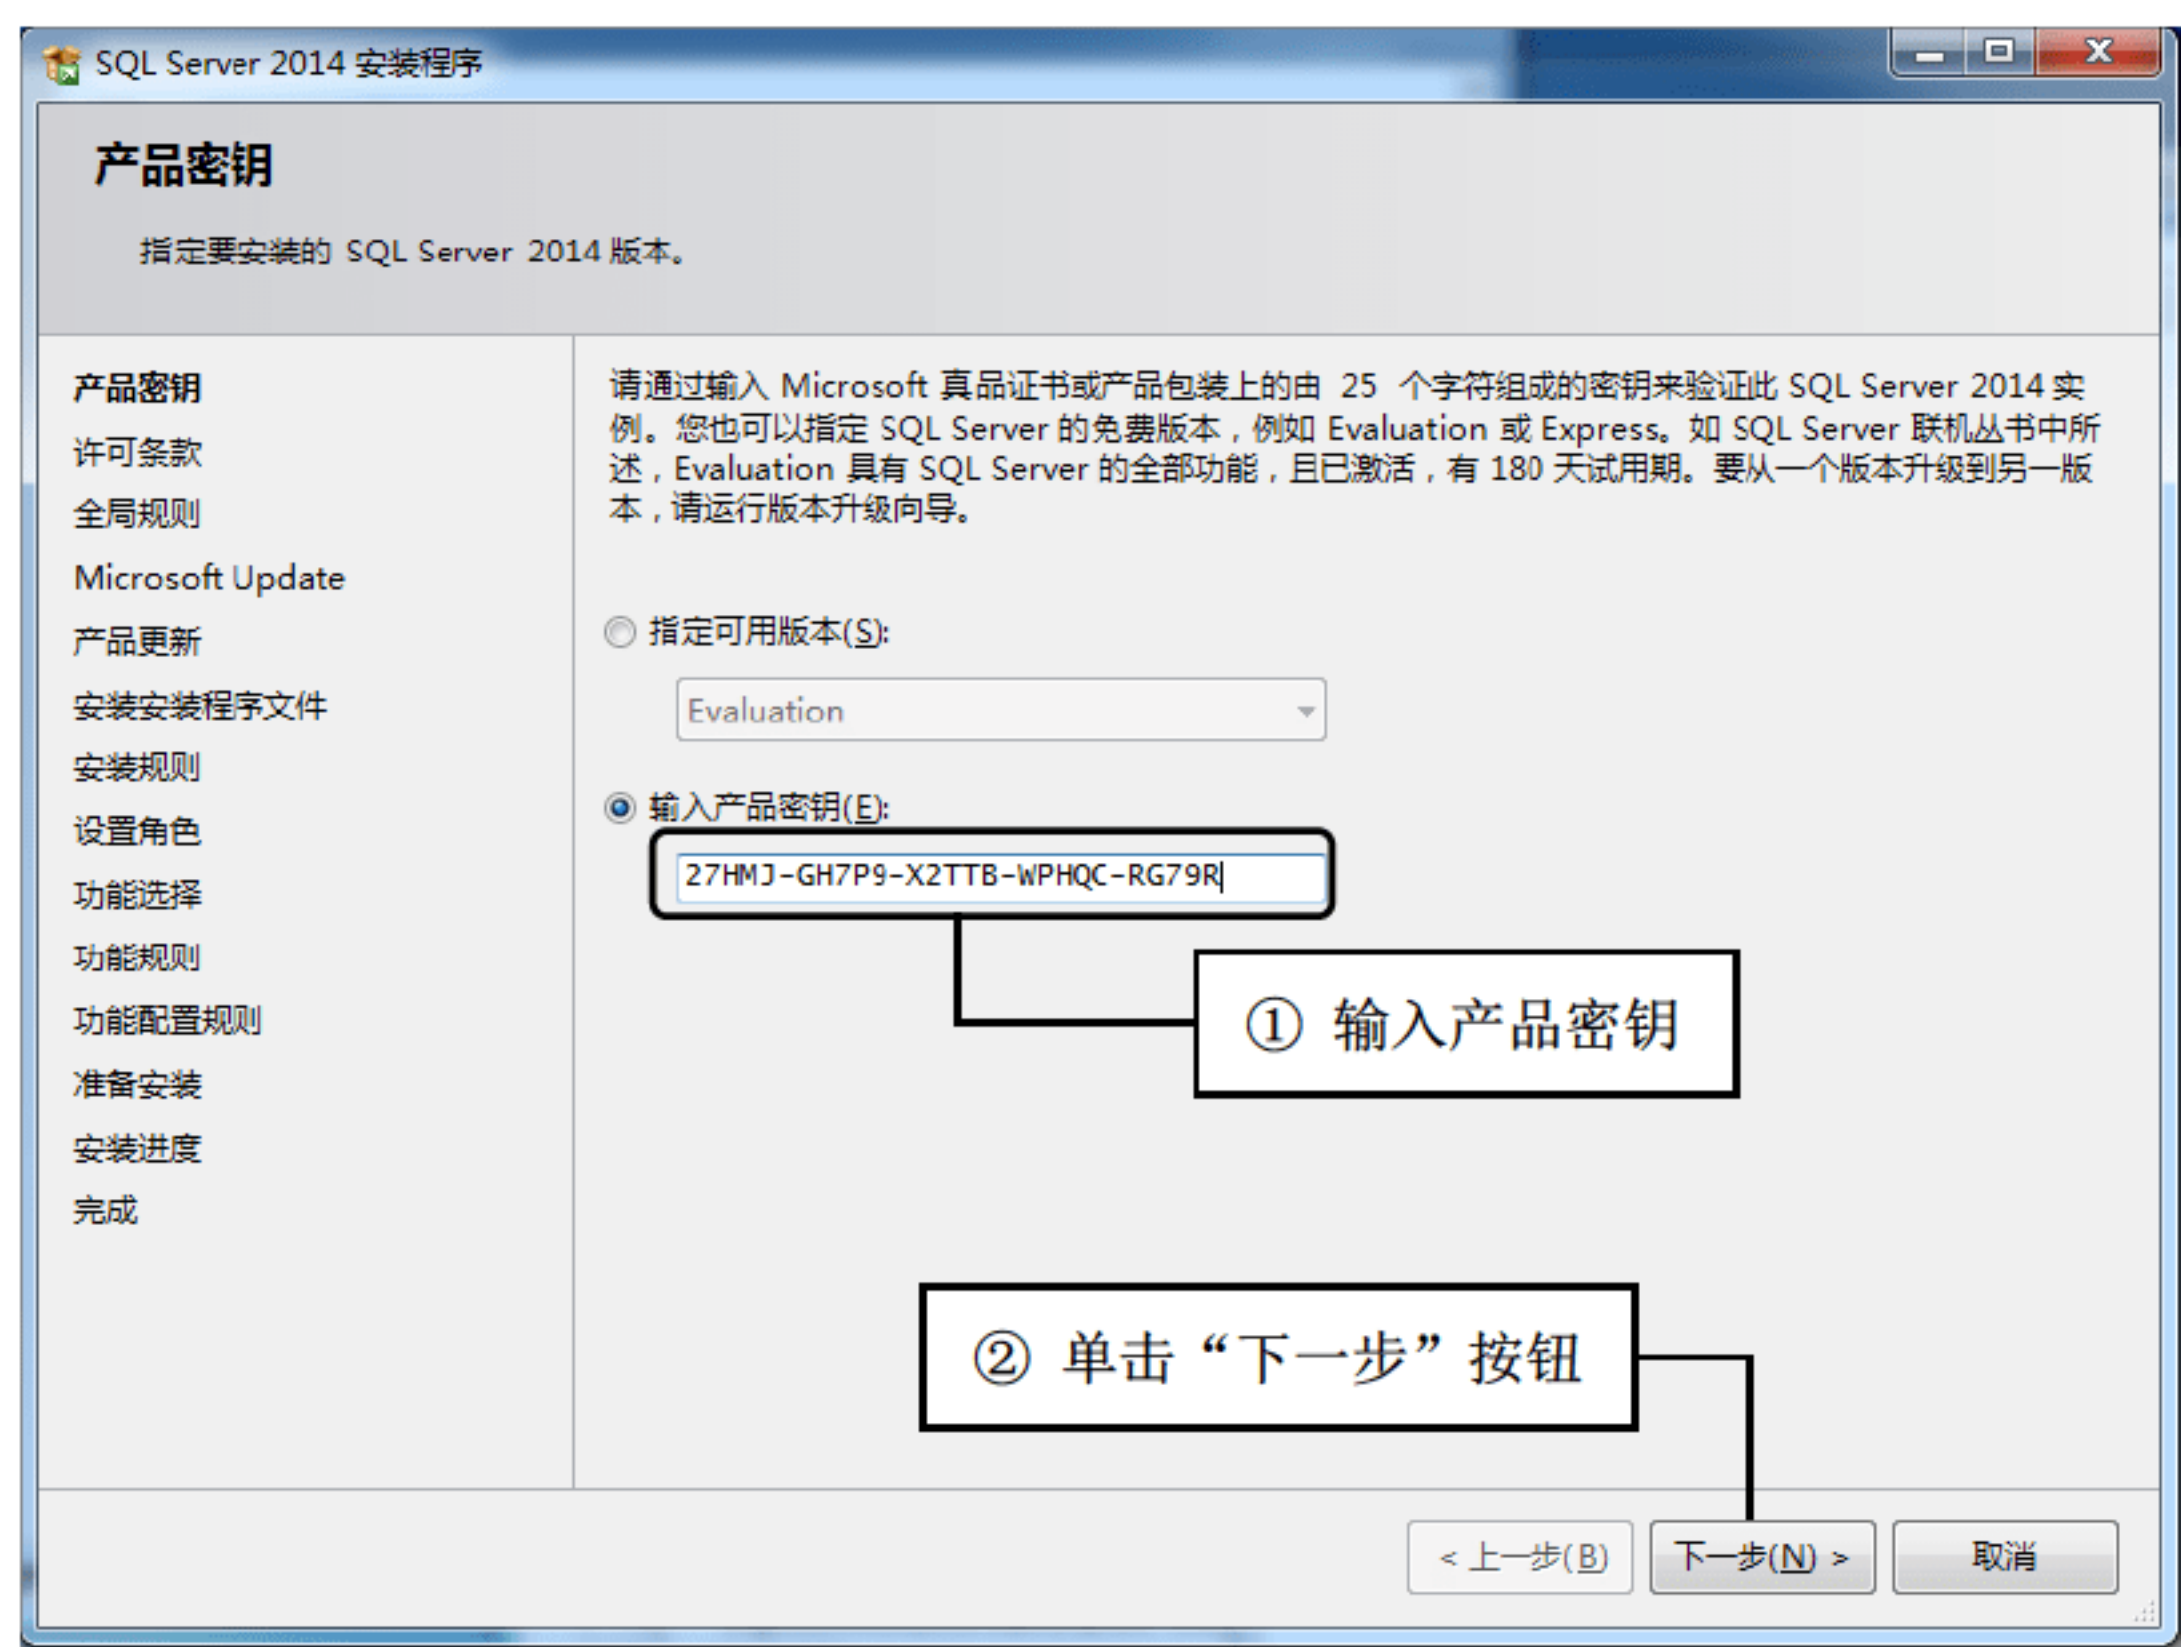 SQL Server 2014 安装程序
产品密钥
指定要安装的 SQL Server 2014 版本。
产品密钥
许可条款
全局规则
Microsoft Update
产品更新
安装安装程序文件
安装规则
设置角色
功能选择
功能规则
功能配置规则
准备安装
安装进度
完成
请通过输入 Microsoft 真品证书或产品包装上的由 25 个字符组成的密钥来验证此 SQL Server 2014 实
例。您也可以指定 SQL Server 的免费版本，例如 Evaluation 或 Express。如 SQL Server 联机丛书中所
述，Evaluation 具有 SQL Server 的全部功能，且已激活，有 180 天试用期。要从一个版本升级到另一版
本，请运行版本升级向导。
指定可用版本(S):
Evaluation
输入产品密钥(E):
27HMJ-GH7P9-X2TTB-WPHQC-RG79R
① 输入产品密钥
② 单击“下一步”按钮
< 上一步(B)
下一步(N) >
取消